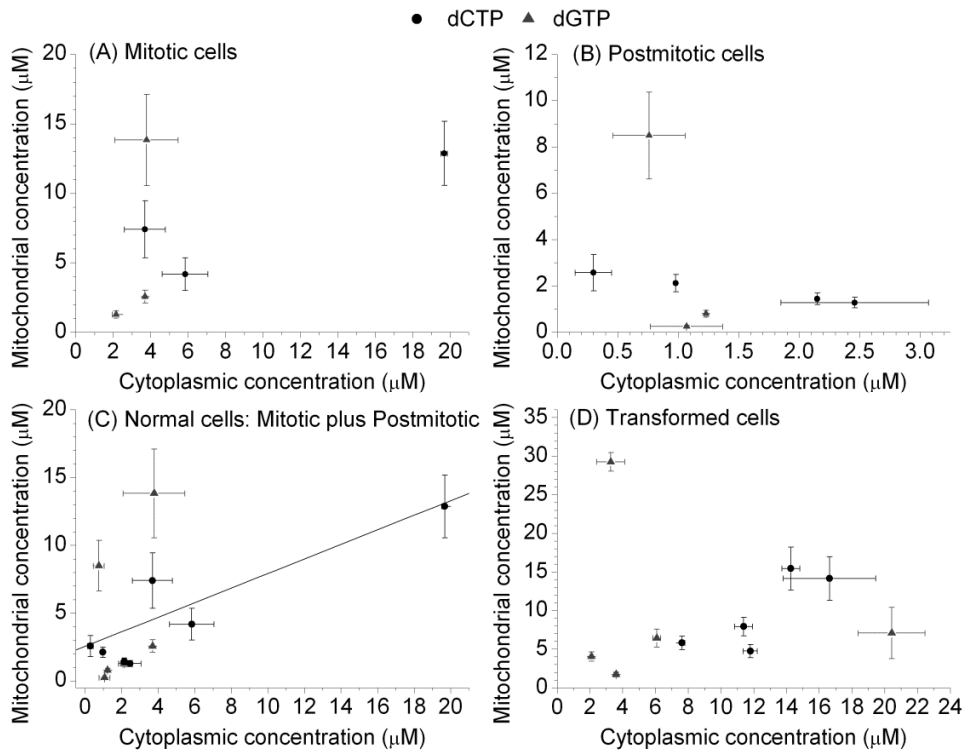 dCTP dGTP
(A) Mitotic cells
Mitochondrial concentration (μM)
20
15
10
5
0
0 2 4 6 8 10 12 14 16 18 20
Cytoplasmic concentration (μM)
(B) Postmitotic cells
Mitochondrial concentration (μM)
12
10
8
6
4
2
0
0.0 0.5 1.0 1.5 2.0 2.5 3.0
Cytoplasmic concentration (μM)
(C) Normal cells: Mitotic plus Postmitotic
Mitochondrial concentration (μM)
20
15
10
5
0
0 2 4 6 8 10 12 14 16 18 20
Cytoplasmic concentration (μM)
(D) Transformed cells
Mitochondrial concentration (μM)
35
30
25
20
15
10
5
0
0 2 4 6 8 10 12 14 16 18 20 22 24
Cytoplasmic concentration (μM)